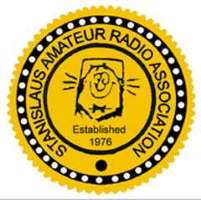 STANISLAUS AMATEUR RADIO ASSOCIATION
Established
1976